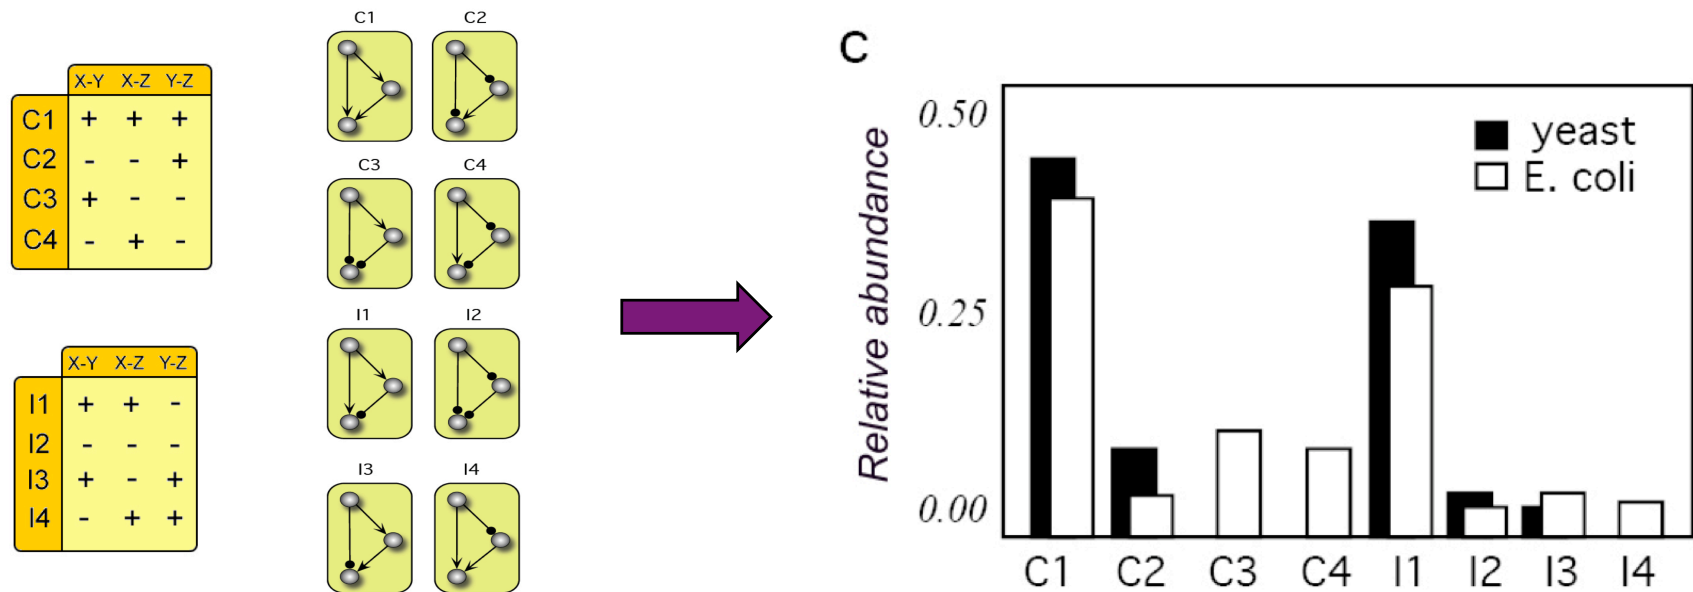 X-Y X-Z Y-Z
C1 + + +
C2 - - +
C3 + - -
C4 - + -
X-Y X-Z Y-Z
I1 + + -
I2 - - -
I3 + - +
I4 - + +
C1 C2
C3 C4
I1 I2
I3 I4
C
Relative abundance
0.50
0.25
0.00
yeast
E. coli
C1 C2 C3 C4 I1 I2 I3 I4